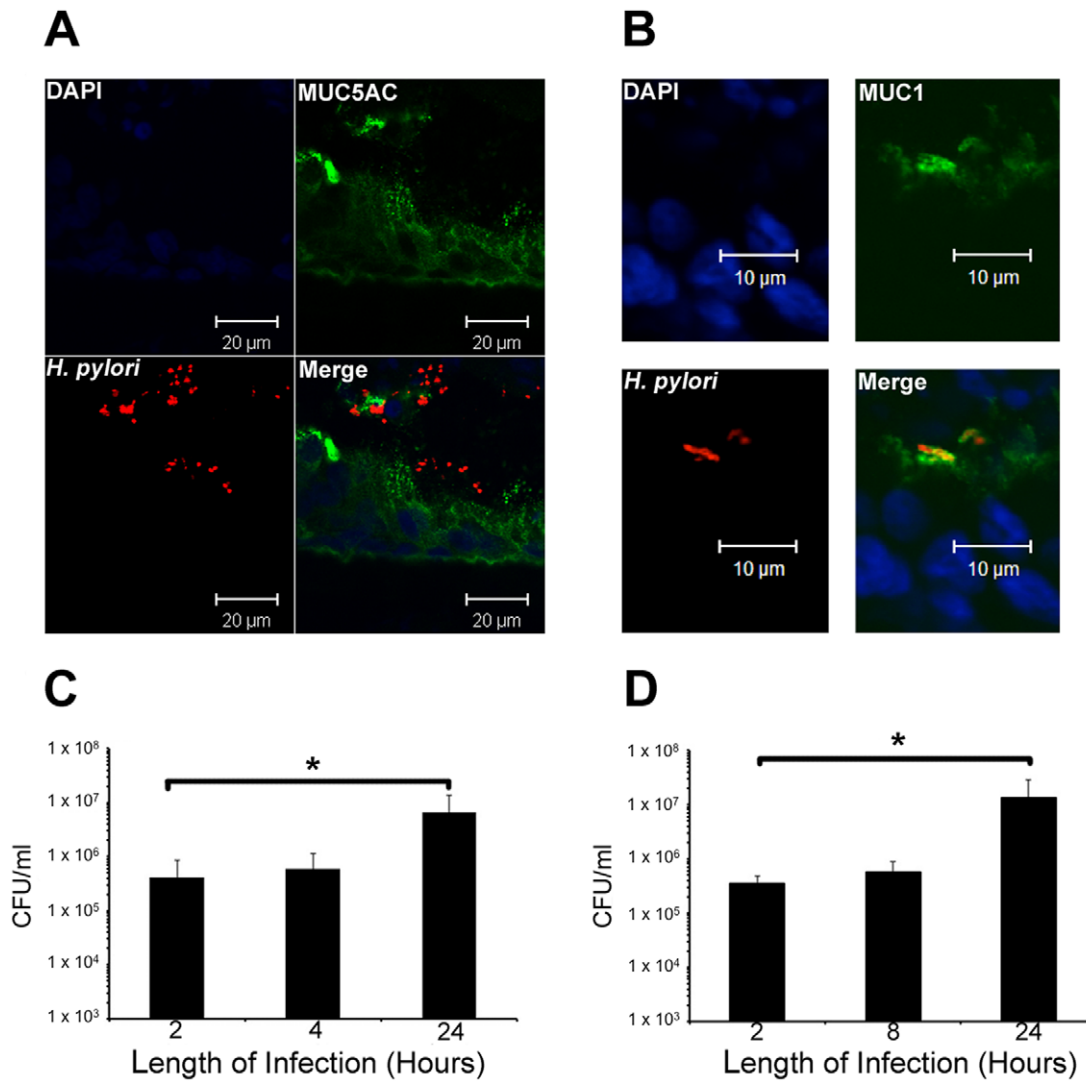 A
DAPI
MUC5AC
20 µm
20 µm
H. pylori
Merge
20 µm
20 µm
B
DAPI
MUC1
10 µm
10 µm
H. pylori
Merge
10 µm
10 µm
C
CFU/ml
1 x 10⁸
1 x 10⁷
1 x 10⁶
1 x 10⁵
1 x 10⁴
1 x 10³
*
2 4 24
Length of Infection (Hours)
D
CFU/ml
1 x 10⁸
1 x 10⁷
1 x 10⁶
1 x 10⁵
1 x 10⁴
1 x 10³
*
2 8 24
Length of Infection (Hours)